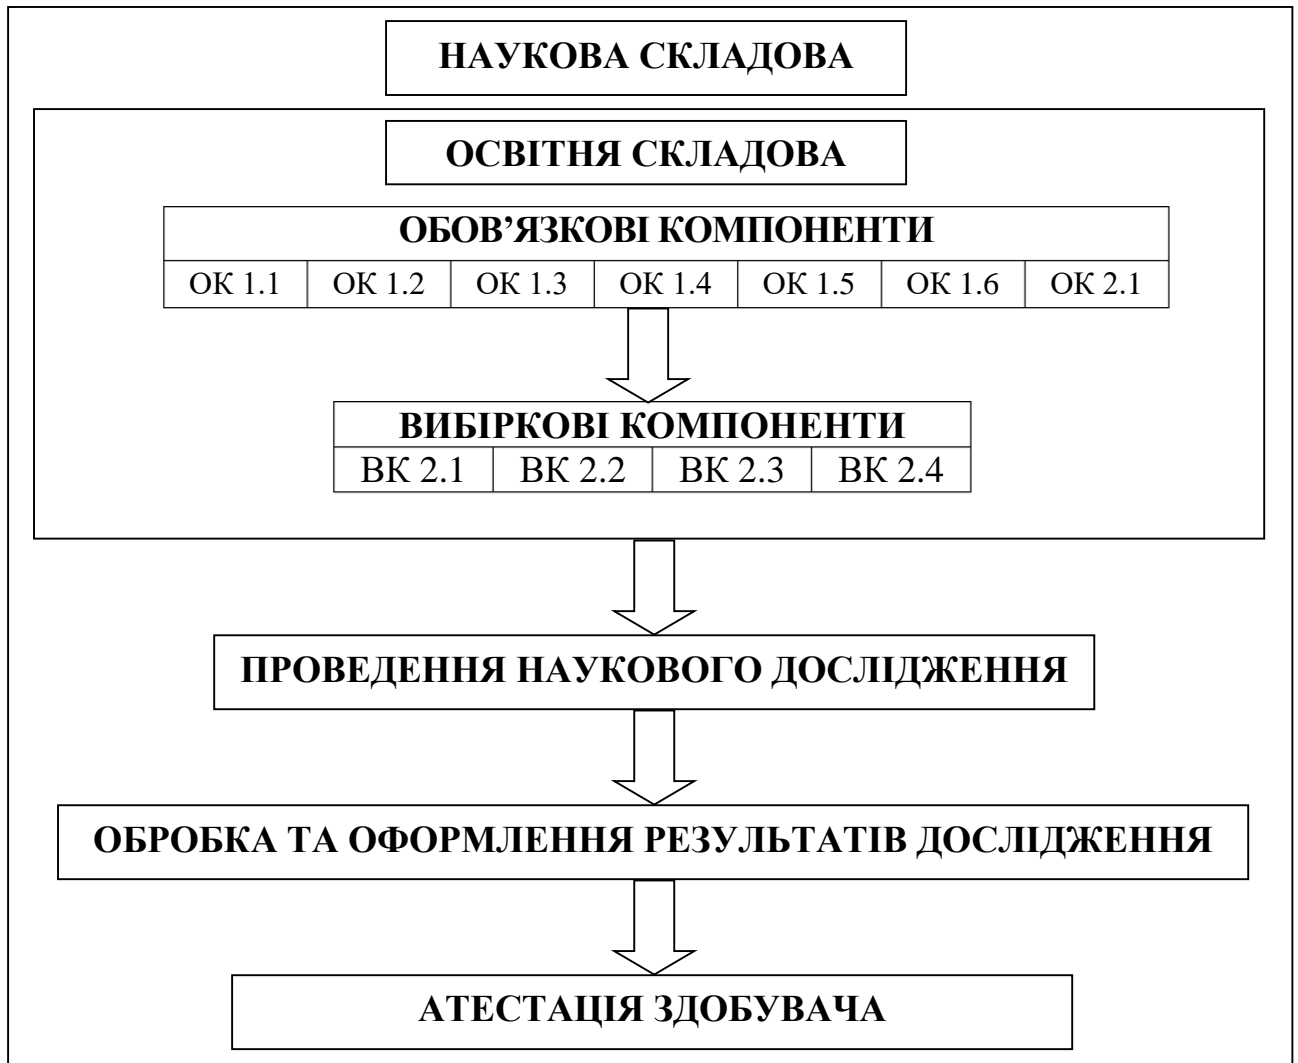 НАУКОВА СКЛАДОВА
ОСВІТНЯ СКЛАДОВА
ОБОВ’ЯЗКОВІ КОМПОНЕНТИ
ОК 1.1 ОК 1.2 ОК 1.3 ОК 1.4 ОК 1.5 ОК 1.6 ОК 2.1
ВИБІРКОВІ КОМПОНЕНТИ
ВК 2.1 ВК 2.2 ВК 2.3 ВК 2.4
ПРОВЕДЕННЯ НАУКОВОГО ДОСЛІДЖЕННЯ
ОБРОБКА ТА ОФОРМЛЕННЯ РЕЗУЛЬТАТІВ ДОСЛІДЖЕННЯ
АТЕСТАЦІЯ ЗДОБУВАЧА